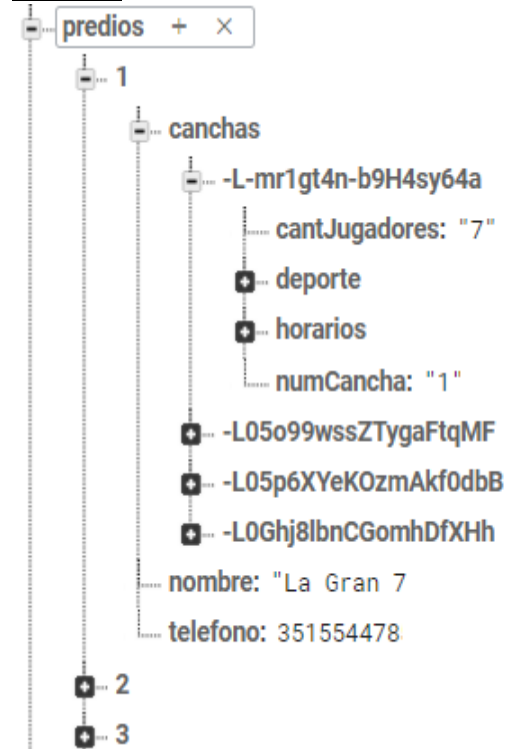 predios + ×
1
canchas
-L-mr1gt4n-b9H4sy64a
cantJugadores: "7"
deporte
horarios
numCancha: "1"
-L05o99wssZTygaFtqMF
-L05p6XYeKOzmAkf0dbB
-L0Ghj8lbnCGomhDfXHh
nombre: "La Gran 7
telefono: 351554478
2
3